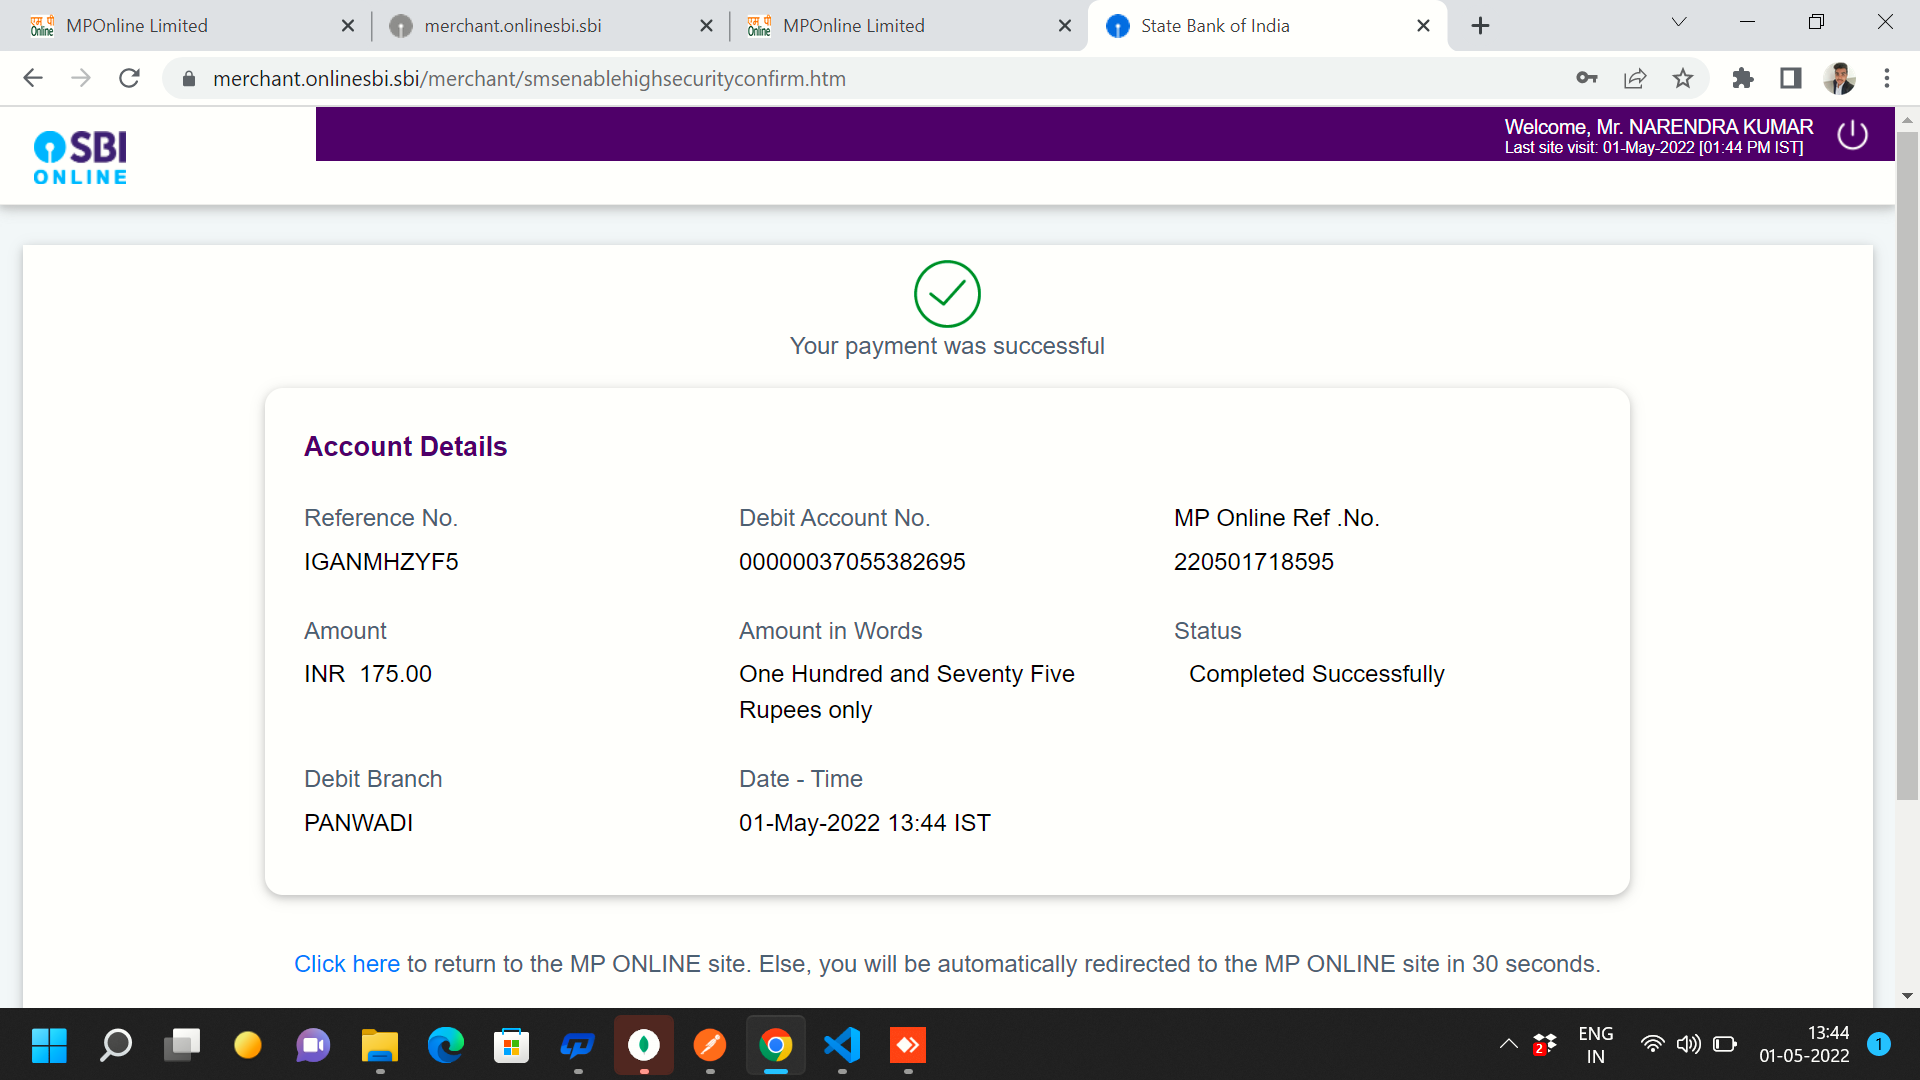 MPOnline Limited
merchant.onlinesbi.sbi
MPOnline Limited
State Bank of India
merchant.onlinesbi.sbi/merchant/smsenablehighsecurityconfirm.htm
SBI
ONLINE
Welcome, Mr. NARENDRA KUMAR
Last site visit: 01-May-2022 [01:44 PM IST]
Your payment was successful
Account Details
Reference No.
IGANMHZYF5
Debit Account No.
00000037055382695
MP Online Ref .No.
220501718595
Amount
INR 175.00
Amount in Words
One Hundred and Seventy Five
Rupees only
Status
Completed Successfully
Debit Branch
PANWADI
Date - Time
01-May-2022 13:44 IST
Click here to return to the MP ONLINE site. Else, you will be automatically redirected to the MP ONLINE site in 30 seconds.
2
ENG
IN
13:44
01-05-2022
1